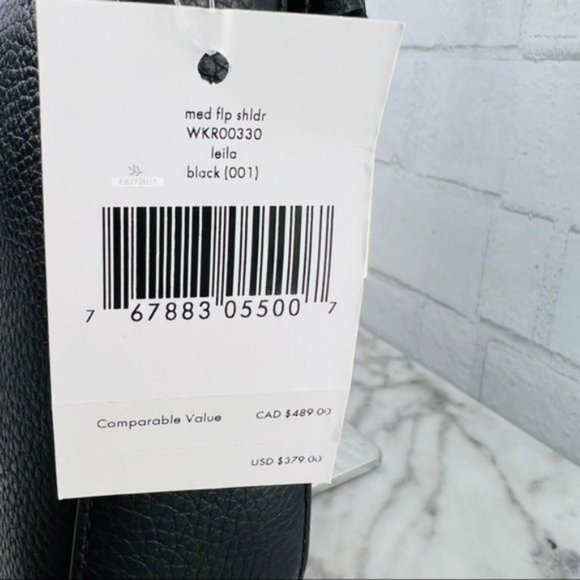 med flp shldr
WKR00330
leila
black (001)
7 67883 05500 7
Comparable Value CAD $489.00
USD $379.00